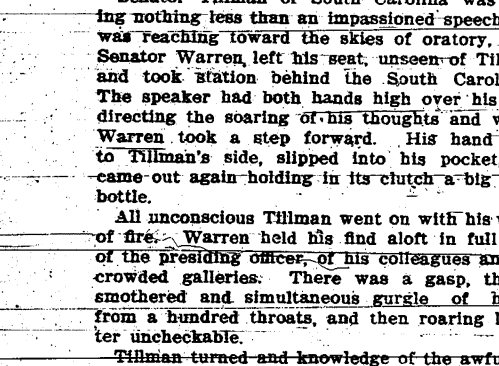 Senator Tillman of South Carolina was
ing nothing less than an impassioned speech
was reaching toward the skies of oratory,
Senator Warren left his seat, unseen of Til
and took station behind the South Carol
The speaker had both hands high over his
directing the soaring of his thoughts and
Warren took a step forward. His hand
to Tillman's side, slipped into his pocket
came out again holding in its clutch a big
bottle.
All unconscious Tillman went on with his
of fire. Warren held his find aloft in full
of the presiding officer, of his colleagues an
crowded galleries. There was a gasp, th
smothered and simultaneous gurgle of h
from a hundred throats, and then roaring l
ter uncheckable.
Tillman turned and knowledge of the awfu